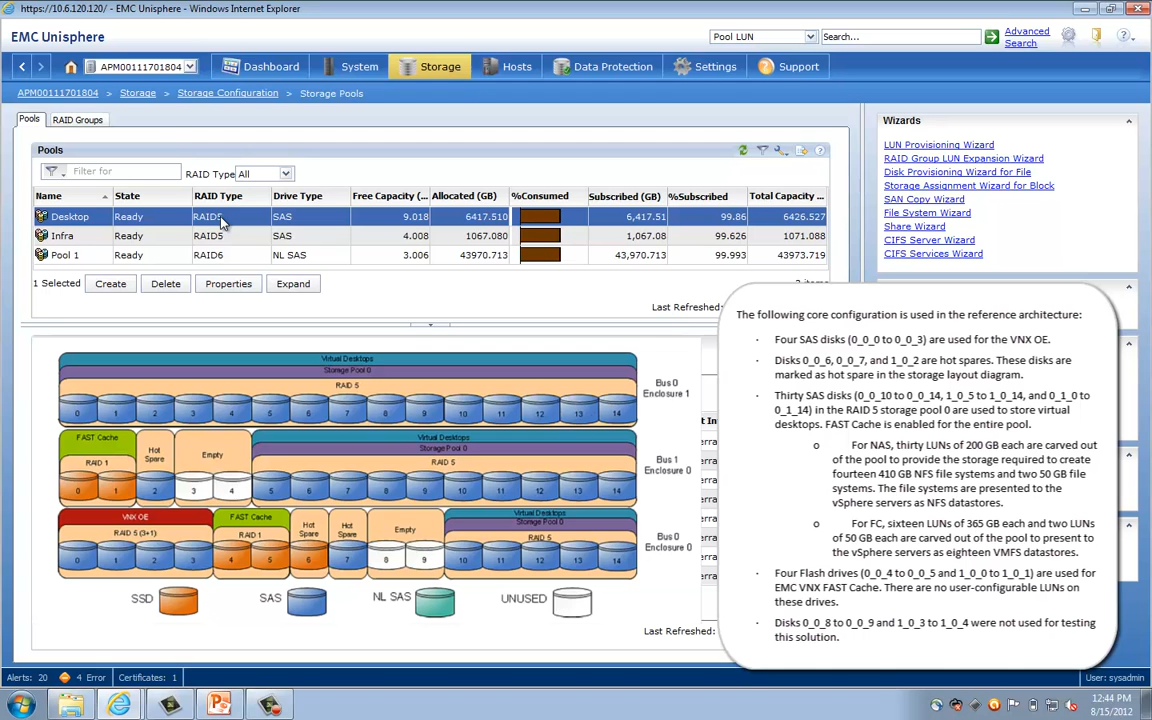 https://10.6.120.120/ - EMC Unisphere - Windows Internet Explorer
EMC Unisphere
Pool LUN
Search...
Advanced
Search
APM00111701804
Dashboard
System
Storage
Hosts
Data Protection
Settings
Support
APM00111701804 > Storage > Storage Configuration > Storage Pools
Pools
RAID Groups
Pools
Filter for
RAID Type All
Name State RAID Type Drive Type Free Capacity (... Allocated (GB) %Consumed Subscribed (GB) %Subscribed Total Capacity ...
Desktop Ready RAID5 SAS 9.018 6417.510 6,417.51 99.86 6426.527
Infra Ready RAID5 SAS 4.008 1067.080 1,067.08 99.626 1071.088
Pool 1 Ready RAID6 NL SAS 3.006 43970.713 43,970.713 99.993 43973.719
1 Selected
Create
Delete
Properties
Expand
Last Refreshed:
Virtual Desktops
Storage Pool 0
RAID 5
0 1 2 3 4 5 6 7 8 9 10 11 12 13 14
Bus 0
Enclosure 1
FAST Cache
RAID 1
Hot
Spare
Empty
Virtual Desktops
Storage Pool 0
RAID 5
0 1 2 3 4 5 6 7 8 9 10 11 12 13 14
Bus 1
Enclosure 0
VNX OE
RAID 5 (3+1)
FAST Cache
RAID 1
Hot
Spare
Hot
Spare
Empty
Virtual Desktops
Storage Pool 0
RAID 5
0 1 2 3 4 5 6 7 8 9 10 11 12 13 14
Bus 0
Enclosure 0
SSD
SAS
NL SAS
UNUSED
Last Refreshed:
Wizards
LUN Provisioning Wizard
RAID Group LUN Expansion Wizard
Disk Provisioning Wizard for File
Storage Assignment Wizard for Block
SAN Copy Wizard
File System Wizard
Share Wizard
CIFS Server Wizard
CIFS Services Wizard
The following core configuration is used in the reference architecture:
· Four SAS disks (0_0_0 to 0_0_3) are used for the VNX OE.
· Disks 0_0_6, 0_0_7, and 1_0_2 are hot spares. These disks are
marked as hot spare in the storage layout diagram.
· Thirty SAS disks (0_0_10 to 0_0_14, 1_0_5 to 1_0_14, and 0_1_0 to
0_1_14) in the RAID 5 storage pool 0 are used to store virtual
desktops. FAST Cache is enabled for the entire pool.
o For NAS, thirty LUNs of 200 GB each are carved out
of the pool to provide the storage required to create
fourteen 410 GB NFS file systems and two 50 GB file
systems. The file systems are presented to the
vSphere servers as NFS datastores.
o For FC, sixteen LUNs of 365 GB each and two LUNs
of 50 GB each are carved out of the pool to present to
the vSphere servers as eighteen VMFS datastores.
· Four Flash drives (0_0_4 to 0_0_5 and 1_0_0 to 1_0_1) are used for
EMC VNX FAST Cache. There are no user-configurable LUNs on
these drives.
· Disks 0_0_8 to 0_0_9 and 1_0_3 to 1_0_4 were not used for testing
this solution.
Alerts: 20
4 Error
Certificates: 1
User: sysadmin
12:44 PM
8/15/2012